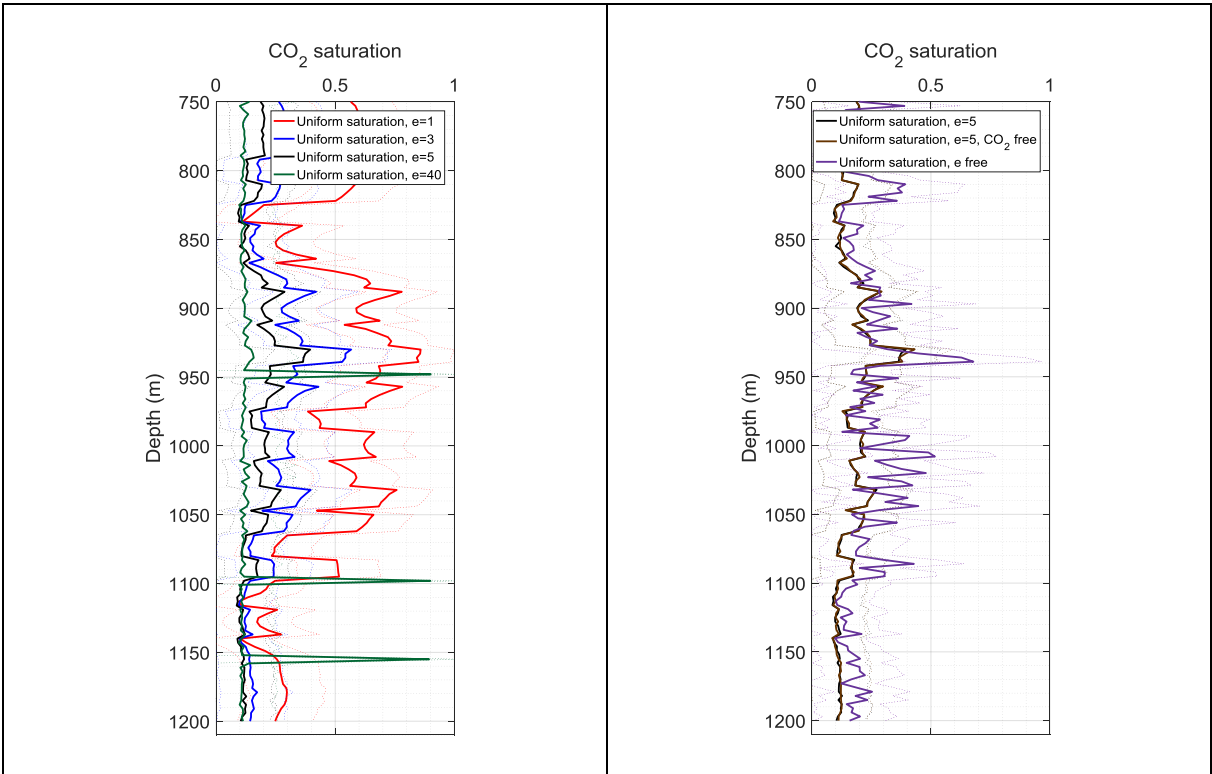 CO2 saturation
0 0.5 1
750
Uniform saturation, e=1
Uniform saturation, e=3
Uniform saturation, e=5
Uniform saturation, e=40
800
850
900
950
1000
1050
1100
1150
1200
Depth (m)
CO2 saturation
0 0.5 1
750
Uniform saturation, e=5
Uniform saturation, e=5, CO2 free
Uniform saturation, e free
800
850
900
950
1000
1050
1100
1150
1200
Depth (m)